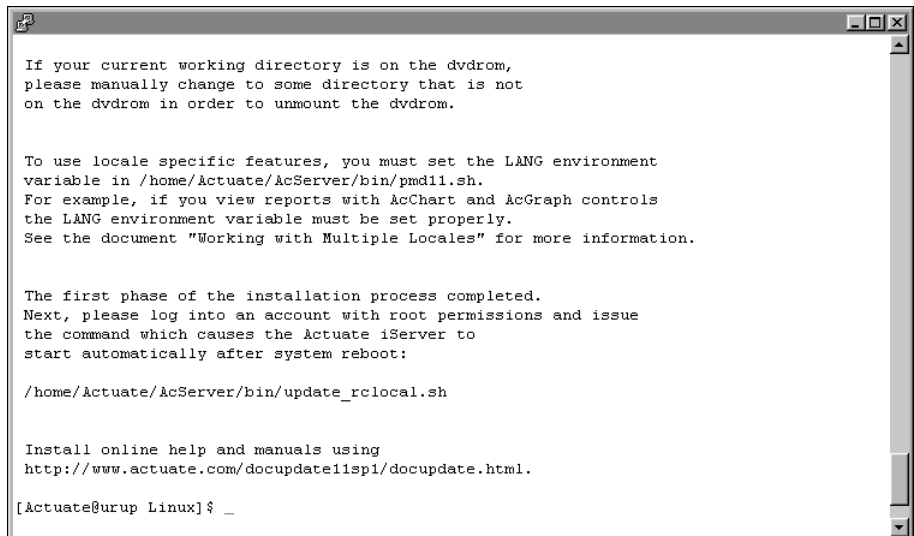 If your current working directory is on the dvdrom,
please manually change to some directory that is not
on the dvdrom in order to unmount the dvdrom.
To use locale specific features, you must set the LANG environment
variable in /home/Actuate/AcServer/bin/pmd11.sh.
For example, if you view reports with AcChart and AcGraph controls
the LANG environment variable must be set properly.
See the document "Working with Multiple Locales" for more information.
The first phase of the installation process completed.
Next, please log into an account with root permissions and issue
the command which causes the Actuate iServer to
start automatically after system reboot:
/home/Actuate/AcServer/bin/update_rclocal.sh
Install online help and manuals using
http://www.actuate.com/docupdate11sp1/docupdate.html.
[Actuate@urup Linux]$ _